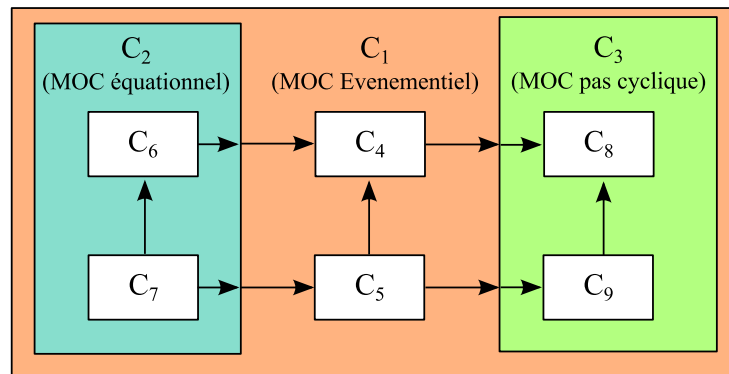 C₂
(MOC équationnel)
C₁
(MOC Evenementiel)
C₃
(MOC pas cyclique)
C₆
C₄
C₈
C₇
C₅
C₉